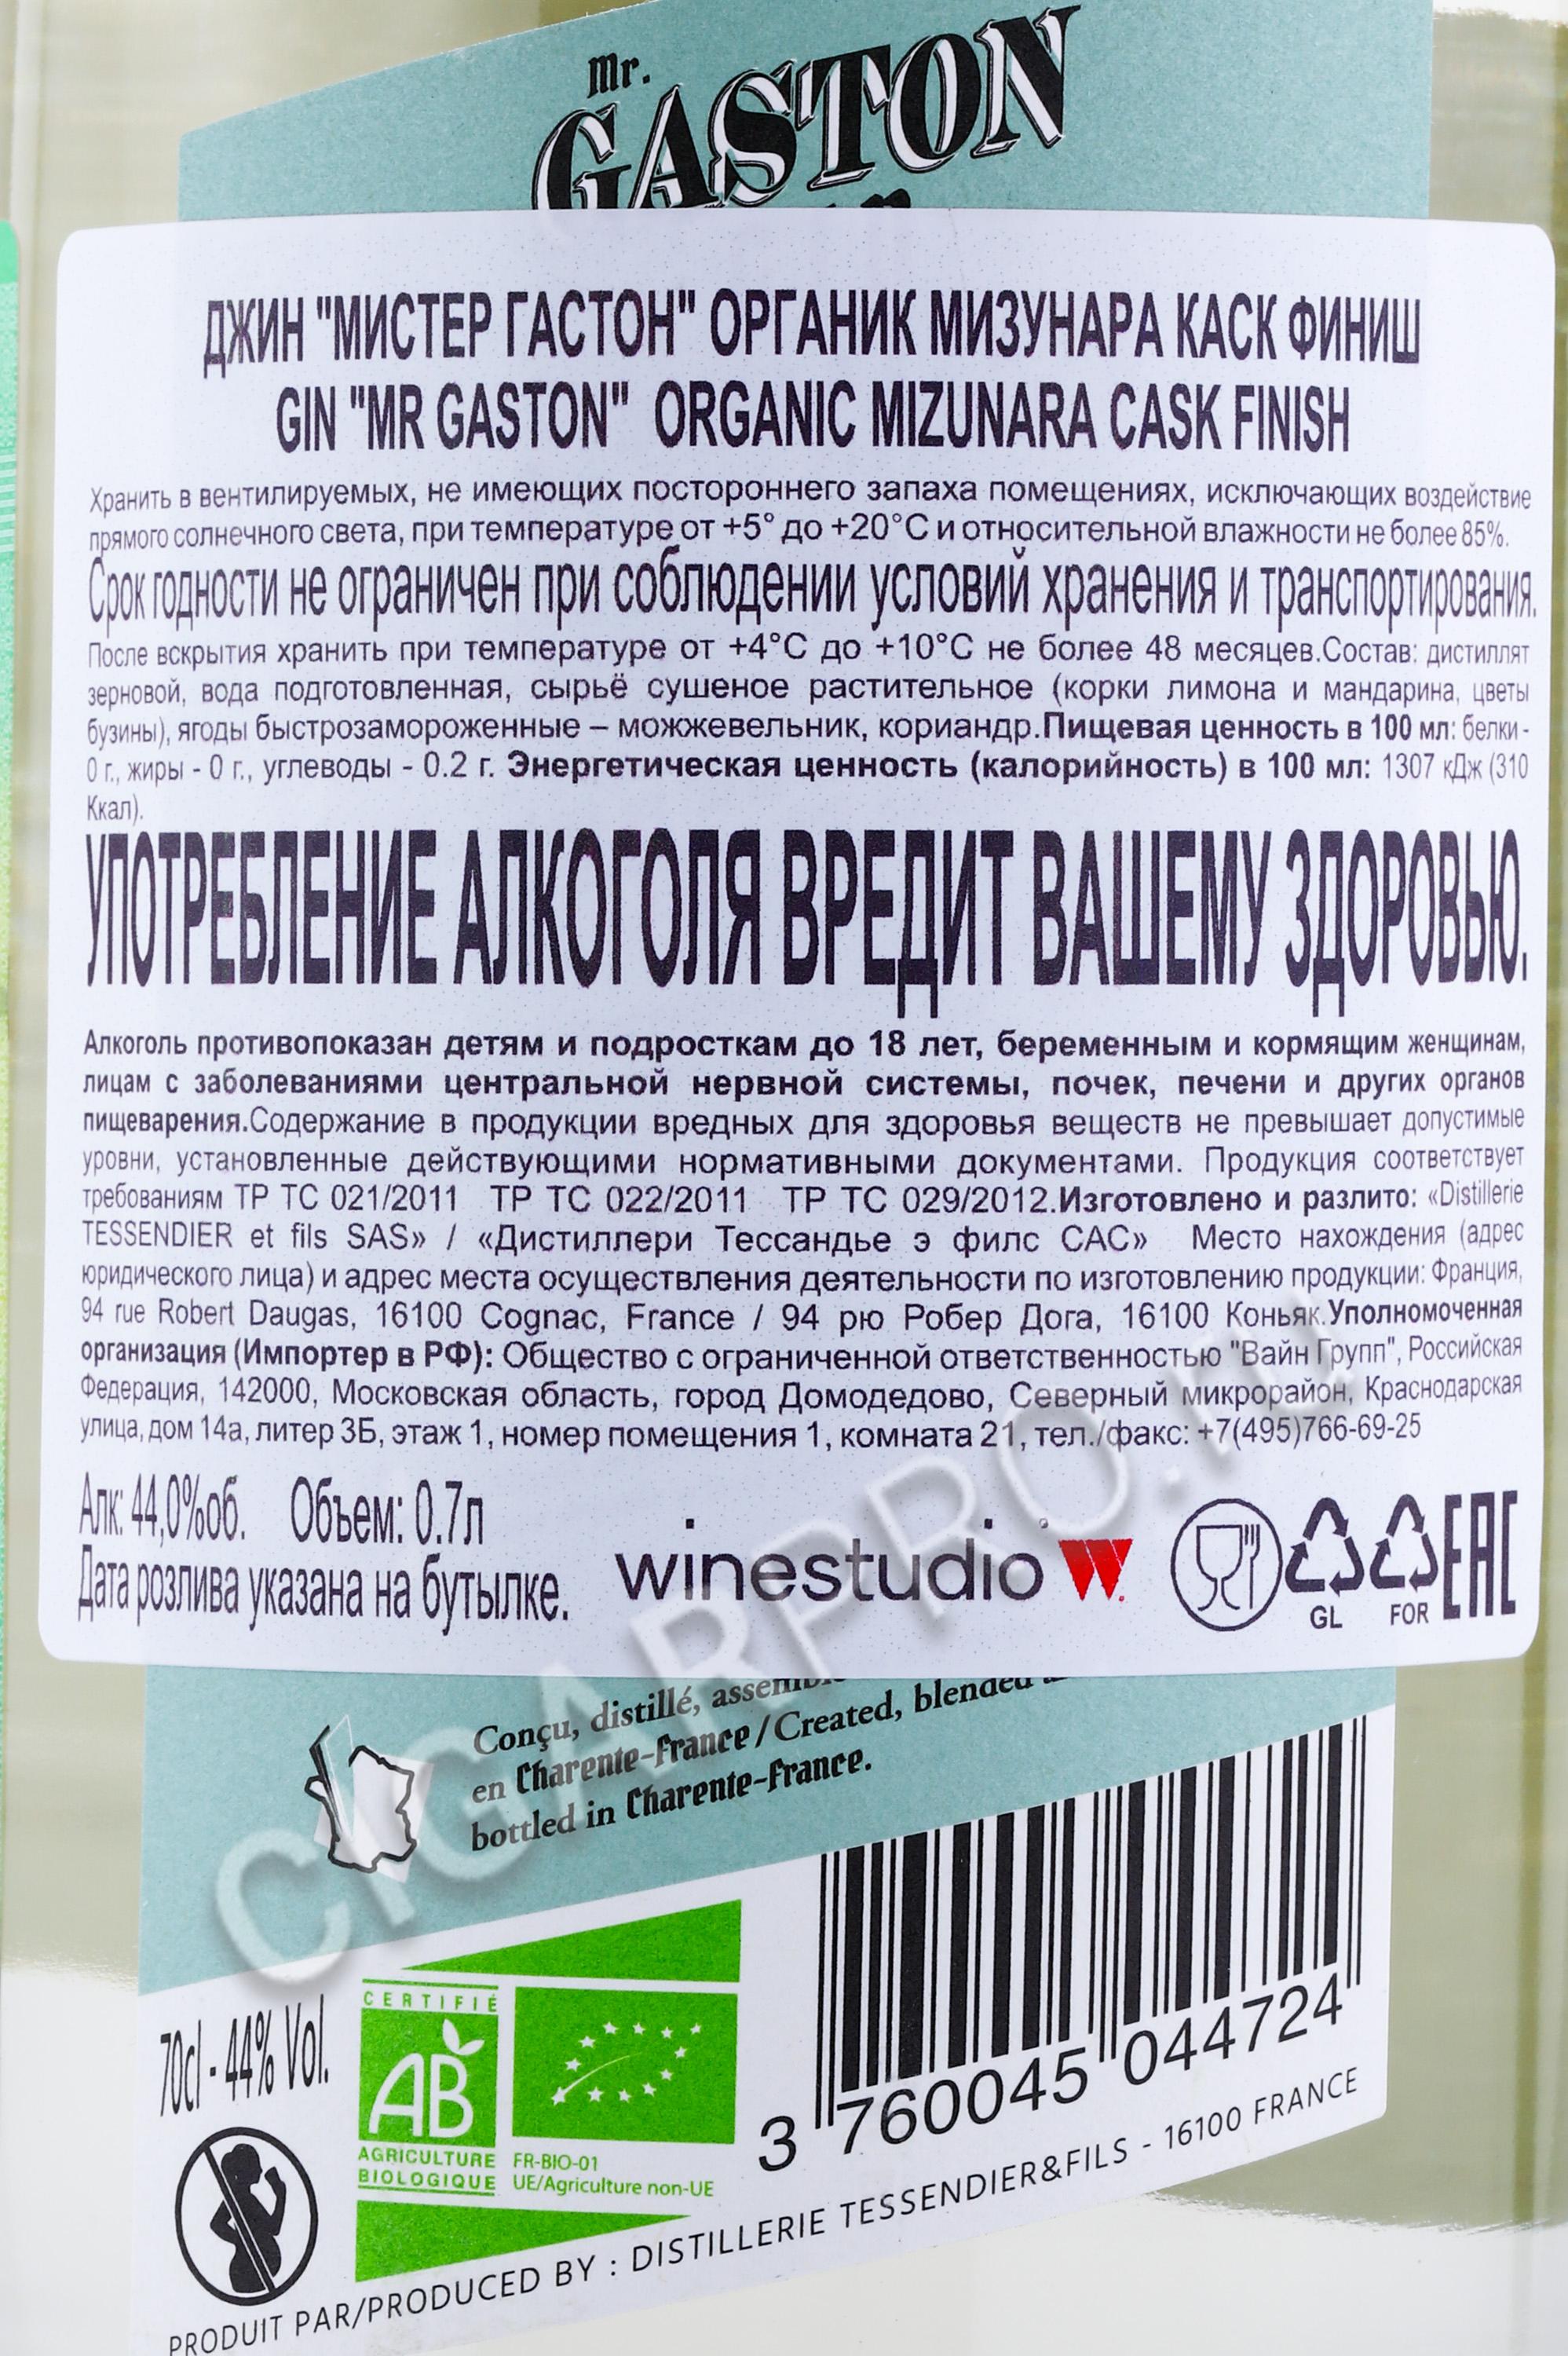 Mr.
GASTON
ДЖИН "МИСТЕР ГАСТОН" ОРГАНИК МИЗУНАРА КАСК ФИНИШ
GIN "MR GASTON" ORGANIC MIZUNARA CASK FINISH
Хранить в вентилируемых, не имеющих постороннего запаха помещениях, исключающих воздействие
прямого солнечного света, при температуре от +5° до +20°С и относительной влажности не более 85%.
Срок годности не ограничен при соблюдении условий хранения и транспортирования.
После вскрытия хранить при температуре от +4°С до +10°С не более 48 месяцев.Состав: дистиллят
зерновой, вода подготовленная, сырьё сушеное растительное (корки лимона и мандарина, цветы
бузины), ягоды быстрозамороженные – можжевельник, кориандр.Пищевая ценность в 100 мл: белки -
0 г., жиры - 0 г., углеводы - 0.2 г. Энергетическая ценность (калорийность) в 100 мл: 1307 кДж (310
Ккал).
УПОТРЕБЛЕНИЕ АЛКОГОЛЯ ВРЕДИТ ВАШЕМУ ЗДОРОВЬЮ.
Алкоголь противопоказан детям и подросткам до 18 лет, беременным и кормящим женщинам,
лицам с заболеваниями центральной нервной системы, почек, печени и других органов
пищеварения.Содержание в продукции вредных для здоровья веществ не превышает допустимые
уровни, установленные действующими нормативными документами. Продукция соответствует
требованиям ТР ТС 021/2011 ТР ТС 022/2011 ТР ТС 029/2012.Изготовлено и разлито: «Distillerie
TESSENDIER et fils SAS» / «Дистиллери Тессандье э филс САС» Место нахождения (адрес
юридического лица) и адрес места осуществления деятельности по изготовлению продукции: Франция,
94 rue Robert Daugas, 16100 Cognac, France / 94 рю Робер Дога, 16100 Коньяк.Уполномоченная
организация (Импортер в РФ): Общество с ограниченной ответственностью "Вайн Групп", Российская
Федерация, 142000, Московская область, город Домодедово, Северный микрорайон, Краснодарская
улица, дом 14а, литер 3Б, этаж 1, номер помещения 1, комната 21, тел./факс: +7(495)766-69-25
Алк: 44,0%об. Объем: 0.7л
Дата розлива указана на бутылке.
winestudio W.
GL FOR EAC
CIGARPRO.ru
Conçu, distillé,
en Charente-France / Created, blended
bottled in Charente-France.
70cl - 44% Vol.
CERTIFIÉ
AB
AGRICULTURE
BIOLOGIQUE
FR-BIO-01
UE/Agriculture non-UE
3 760045 044724
PRODUIT PAR/PRODUCED BY : DISTILLERIE TESSENDIER&FILS - 16100 FRANCE